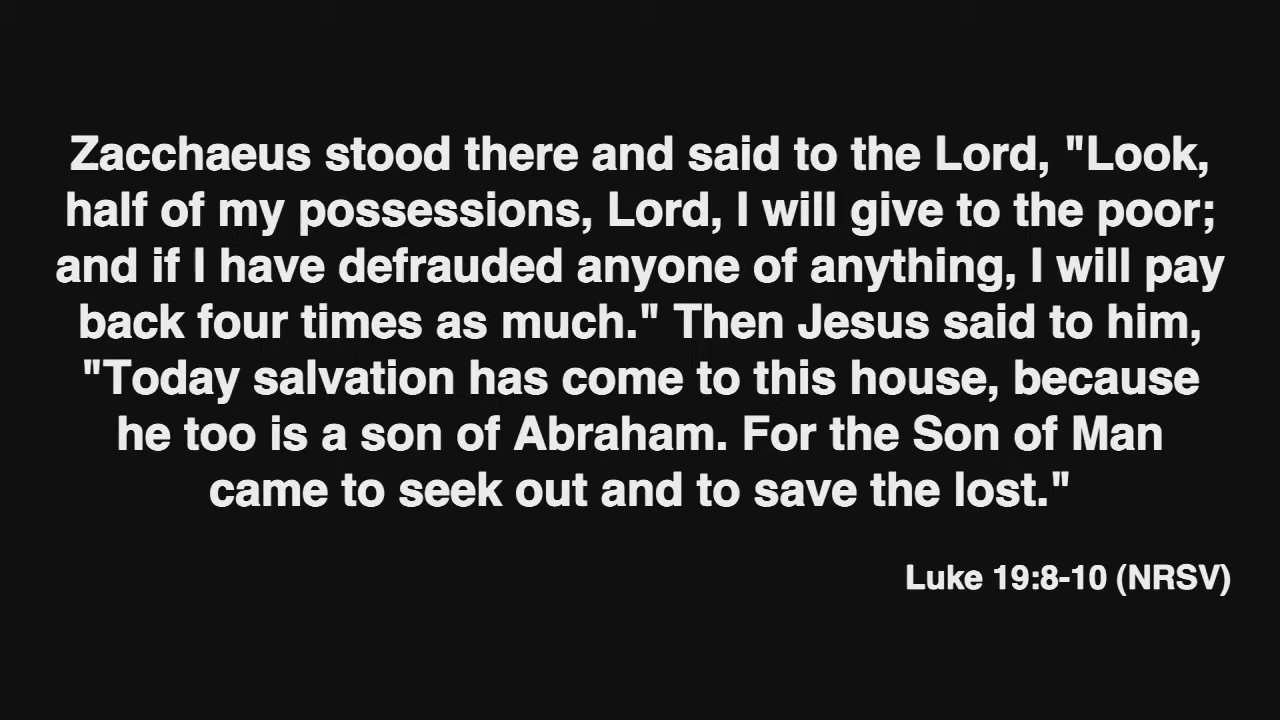 Zacchaeus stood there and said to the Lord, "Look,
half of my possessions, Lord, I will give to the poor;
and if I have defrauded anyone of anything, I will pay
back four times as much." Then Jesus said to him,
"Today salvation has come to this house, because
he too is a son of Abraham. For the Son of Man
came to seek out and to save the lost."
Luke 19:8-10 (NRSV)